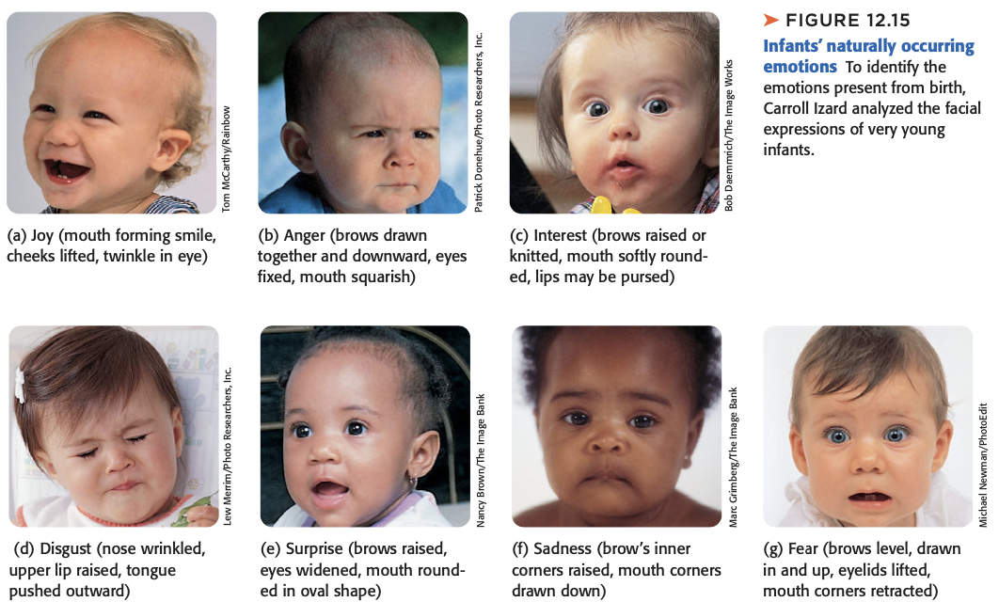 ➤ FIGURE 12.15
Infants' naturally occurring
emotions To identify the
emotions present from birth,
Carroll Izard analyzed the facial
expressions of very young
infants.
Tom McCarthy/Rainbow
Patrick Donehue/Photo Researchers, Inc.
Bob Daemmrich/The Image Works
(a) Joy (mouth forming smile,
cheeks lifted, twinkle in eye)
(b) Anger (brows drawn
together and downward, eyes
fixed, mouth squarish)
(c) Interest (brows raised or
knitted, mouth softly round-
ed, lips may be pursed)
Lew Merrim/Photo Researchers, Inc.
Nancy Brown/The Image Bank
Marc Grimberg/The Image Bank
Michael Newman/PhotoEdit
(d) Disgust (nose wrinkled,
upper lip raised, tongue
pushed outward)
(e) Surprise (brows raised,
eyes widened, mouth round-
ed in oval shape)
(f) Sadness (brow's inner
corners raised, mouth corners
drawn down)
(g) Fear (brows level, drawn
in and up, eyelids lifted,
mouth corners retracted)